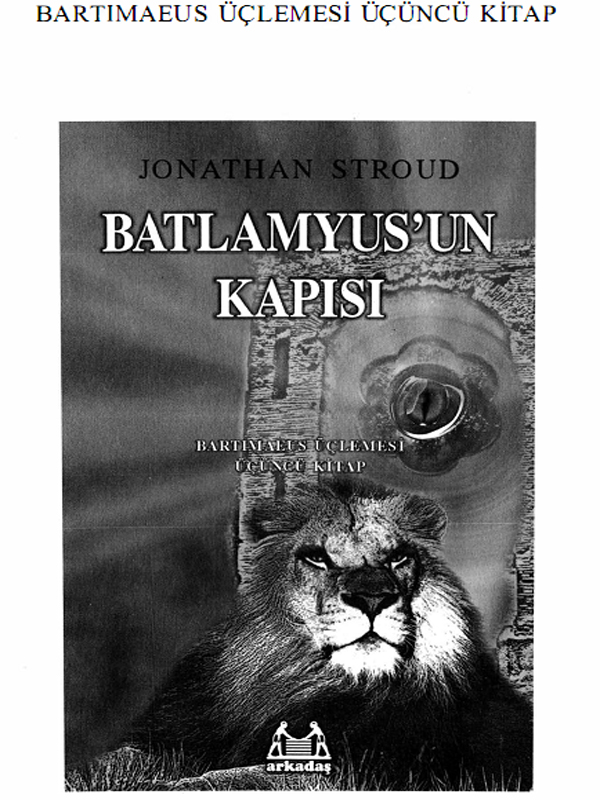 BARTIMAEUS ÜÇLEMESİ ÜÇÜNCÜ KİTAP
JONATHAN STROUD
BATLAMYUS'UN
KAPISI
BARTIMAEUS ÜÇLEMESİ
ÜÇÜNCÜ KİTAP
arkadaş